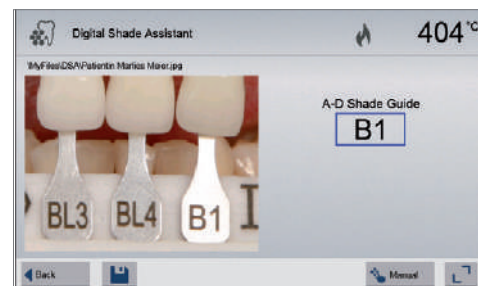 Digital Shade Assistant
404 °C
\MyFiles\DSA\Patientin Marlies Meier.jpg
A-D Shade Guide
B1
BL3 BL4 B1 I
Back
Manual